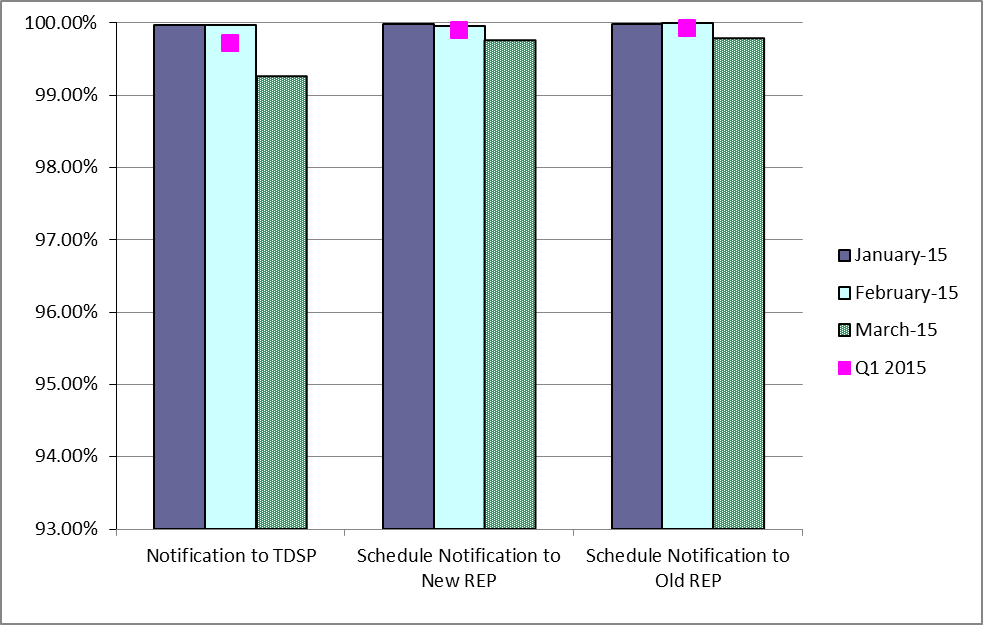 100.00%
99.00%
98.00%
97.00%
96.00%
95.00%
94.00%
93.00%
Notification to TDSP
Schedule Notification to
New REP
Schedule Notification to
Old REP
January-15
February-15
March-15
Q1 2015